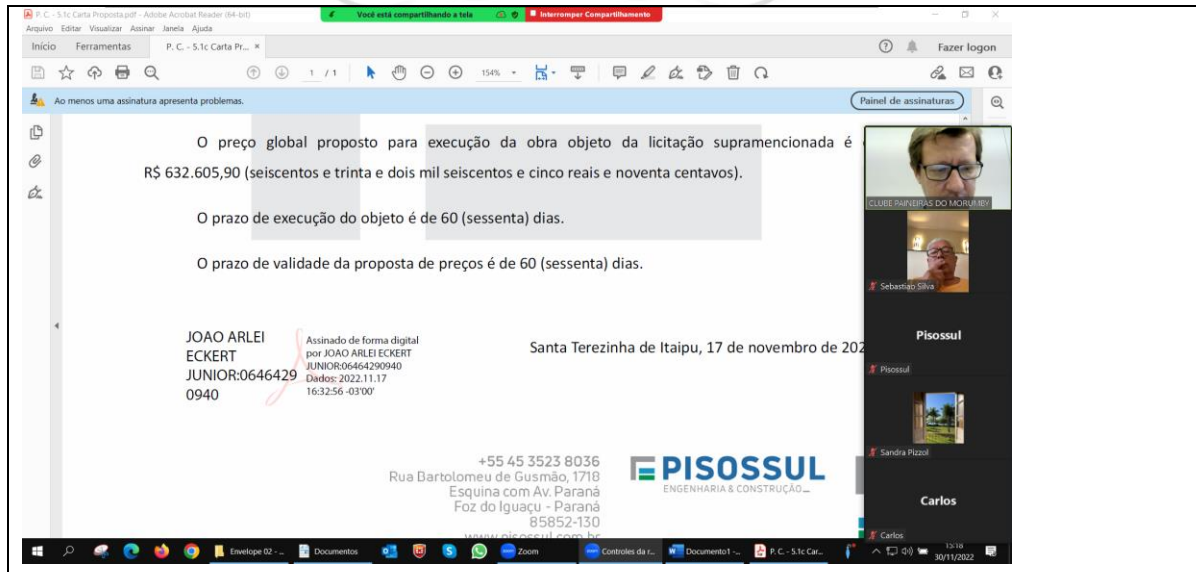 P. C. - 5.1c Carta Proposta.pdf - Adobe Acrobat Reader (64-bit)
Você está compartilhando a tela
Interromper Compartilhamento
Arquivo Editar Visualizar Assinar Janela Ajuda
Início Ferramentas P. C. - 5.1c Carta Pr... × Fazer logon
1 / 1 154%
Ao menos uma assinatura apresenta problemas. Painel de assinaturas
O preço global proposto para execução da obra objeto da licitação supramencionada é
R$ 632.605,90 (seiscentos e trinta e dois mil seiscentos e cinco reais e noventa centavos).
O prazo de execução do objeto é de 60 (sessenta) dias.
O prazo de validade da proposta de preços é de 60 (sessenta) dias.
JOAO ARLEI
ECKERT
JUNIOR:0646429
0940
Assinado de forma digital
por JOAO ARLEI ECKERT
JUNIOR:06464290940
Dados: 2022.11.17
16:32:56 -03'00'
Santa Terezinha de Itaipu, 17 de novembro de 202
+55 45 3523 8036
Rua Bartolomeu de Gusmão, 1718
Esquina com Av. Paraná
Foz do Iguaçu - Paraná
85852-130
www.pisossul.com.br
PISOSSUL
ENGENHARIA & CONSTRUÇÃO
CLUBE PAINEIRAS DO MORUMBY
Sebastião Silva
Pisossul
Pisossul
Sandra Pizzol
Carlos
Carlos
Envelope 02 - ... Documentos Zoom Controles da r... Documento1 -... P. C. - 5.1c Car...
15:18
30/11/2022